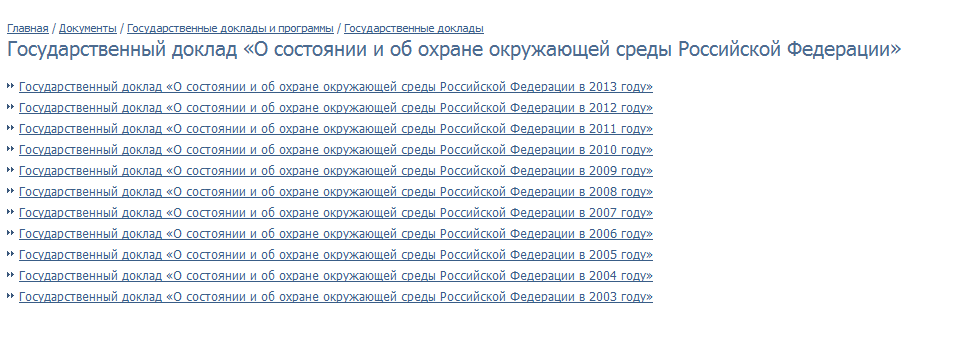 Главная / Документы / Государственные доклады и программы / Государственные доклады
Государственный доклад «О состоянии и об охране окружающей среды Российской Федерации»
Государственный доклад «О состоянии и об охране окружающей среды Российской Федерации в 2013 году»
Государственный доклад «О состоянии и об охране окружающей среды Российской Федерации в 2012 году»
Государственный доклад «О состоянии и об охране окружающей среды Российской Федерации в 2011 году»
Государственный доклад «О состоянии и об охране окружающей среды Российской Федерации в 2010 году»
Государственный доклад «О состоянии и об охране окружающей среды Российской Федерации в 2009 году»
Государственный доклад «О состоянии и об охране окружающей среды Российской Федерации в 2008 году»
Государственный доклад «О состоянии и об охране окружающей среды Российской Федерации в 2007 году»
Государственный доклад «О состоянии и об охране окружающей среды Российской Федерации в 2006 году»
Государственный доклад «О состоянии и об охране окружающей среды Российской Федерации в 2005 году»
Государственный доклад «О состоянии и об охране окружающей среды Российской Федерации в 2004 году»
Государственный доклад «О состоянии и об охране окружающей среды Российской Федерации в 2003 году»